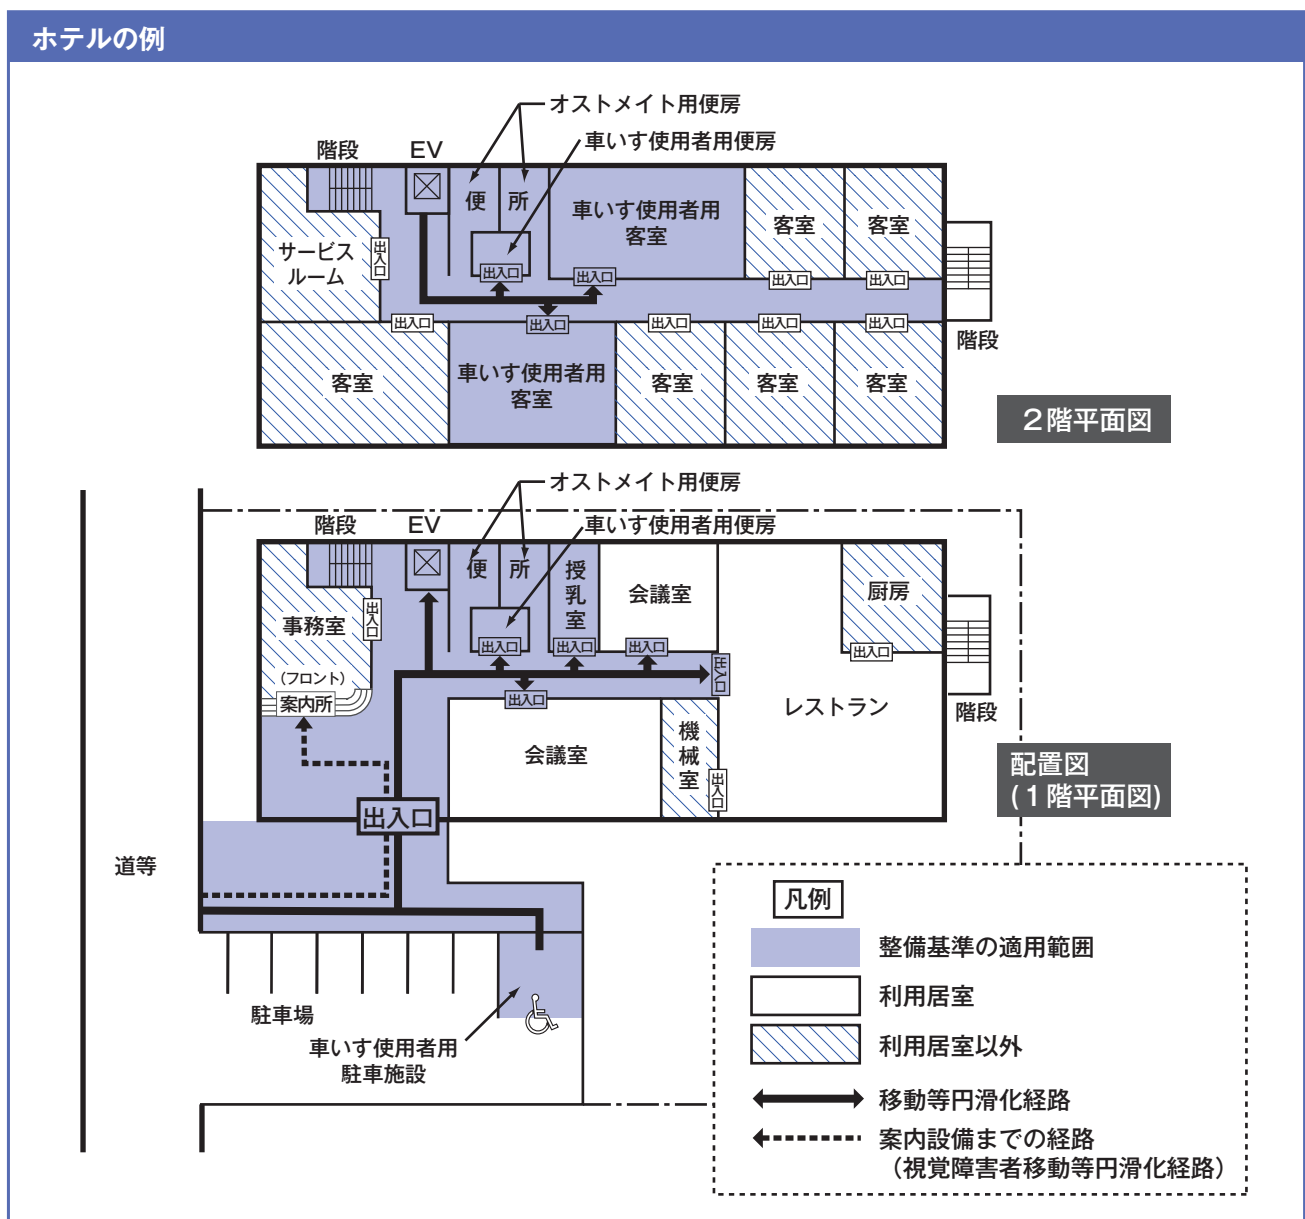 ホテルの例
オストメイト用便房
車いす使用者用便房
階段
EV
便
所
車いす使用者用
客室
客室
客室
サービス
ルーム
出入口
出入口
出入口
出入口
出入口
出入口
出入口
出入口
出入口
出入口
階段
客室
車いす使用者用
客室
客室
客室
客室
2階平面図
オストメイト用便房
車いす使用者用便房
階段
EV
便
所
授乳室
会議室
厨房
事務室
出入口
出入口
出入口
出入口
出入口
出入口
(フロント)
案内所
出入口
レストラン
階段
会議室
機械室
出入口
配置図
(1階平面図)
出入口
道等
駐車場
車いす使用者用
駐車施設
凡例
整備基準の適用範囲
利用居室
利用居室以外
移動等円滑化経路
案内設備までの経路
(視覚障害者移動等円滑化経路)